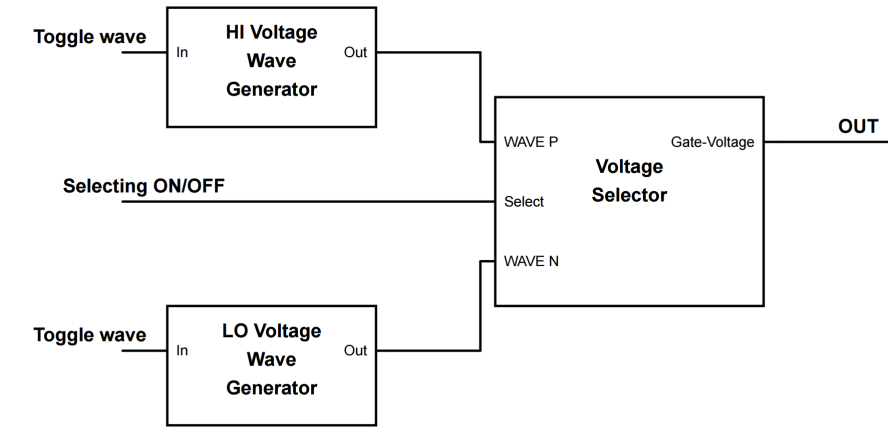 Toggle wave
In
HI Voltage
Wave
Generator
Out
WAVE P
Gate-Voltage
OUT
Voltage
Selector
Selecting ON/OFF
Select
WAVE N
Toggle wave
In
LO Voltage
Wave
Generator
Out